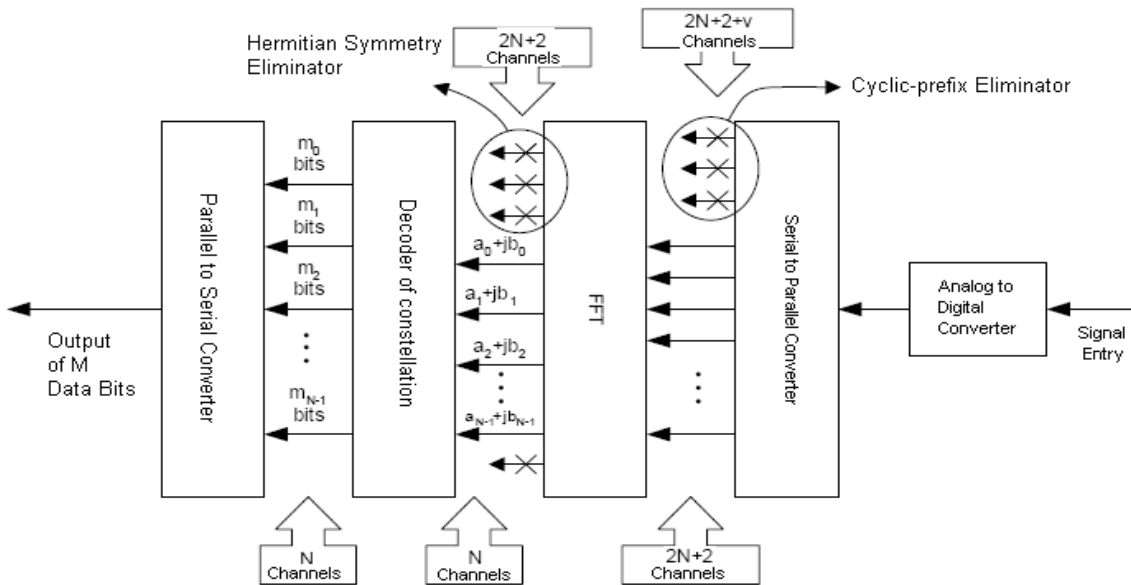 Hermitian Symmetry
Eliminator
2N+2
Channels
2N+2+v
Channels
Cyclic-prefix Eliminator
Parallel to Serial Converter
m0
bits
m1
bits
m2
bits
mN-1
bits
Decoder of constellation
a0+jb0
a1+jb1
a2+jb2
aN-1+jbN-1
FFT
Serial to Parallel Converter
Analog to
Digital
Converter
Signal
Entry
Output
of M
Data Bits
N
Channels
N
Channels
2N+2
Channels